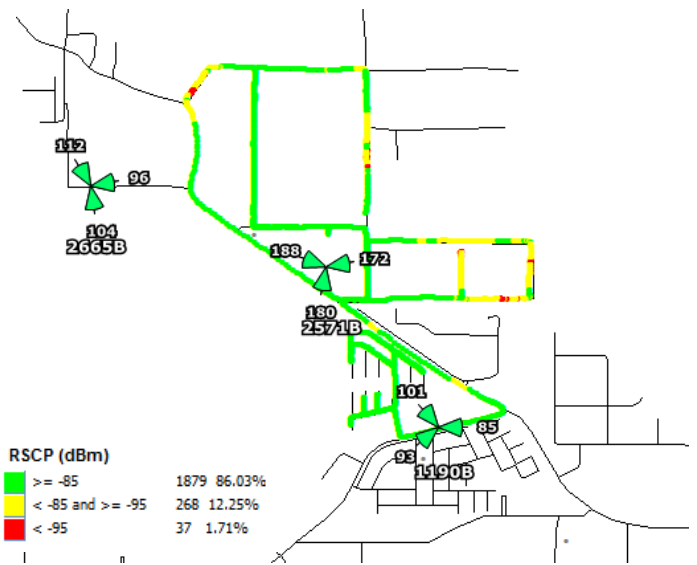 112
96
104
2665B
188
172
180
2571B
101
85
93
1190B
RSCP (dBm)
>= -85 1879 86.03%
< -85 and >= -95 268 12.25%
< -95 37 1.71%